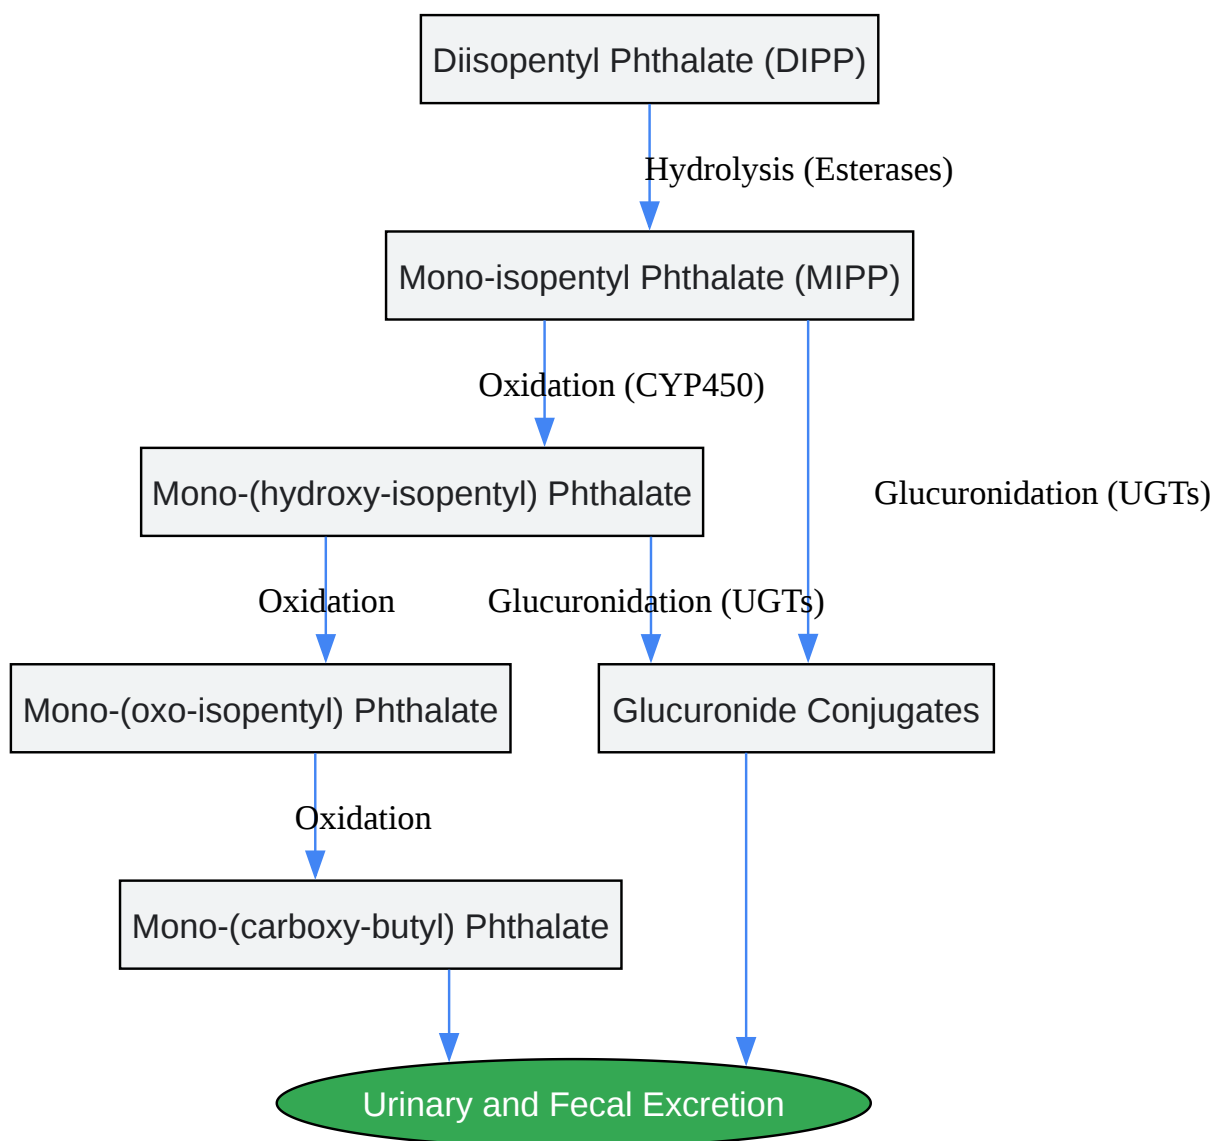 Diisopentyl Phthalate (DIPP)
Hydrolysis (Esterases)
Mono-isopentyl Phthalate (MIPP)
Oxidation (CYP450)
Mono-(hydroxy-isopentyl) Phthalate
Glucuronidation (UGTs)
Oxidation
Glucuronidation (UGTs)
Mono-(oxo-isopentyl) Phthalate
Glucuronide Conjugates
Oxidation
Mono-(carboxy-butyl) Phthalate
Urinary and Fecal Excretion